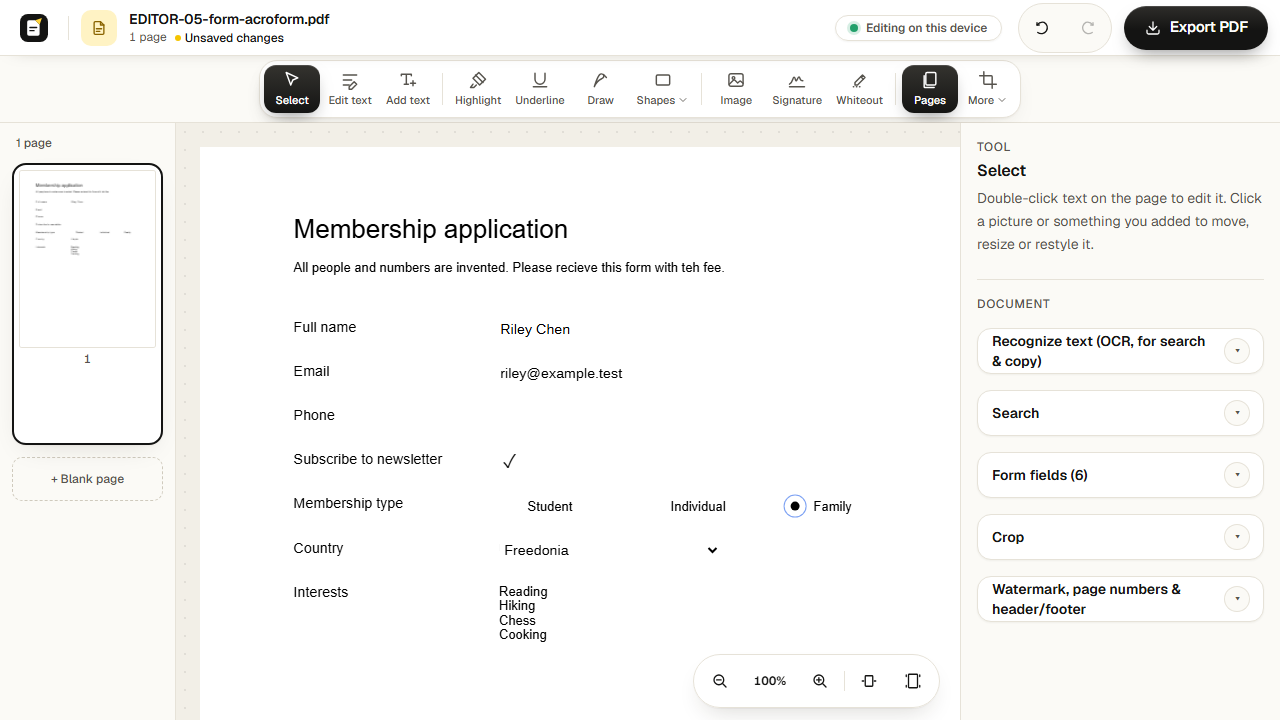 EDITOR-05-form-acroform.pdf
1 page Unsaved changes
Editing on this device
Export PDF
Select
Edit text
Add text
Highlight
Underline
Draw
Shapes
Image
Signature
Whiteout
Pages
More
1 page
1
+ Blank page
Membership application
All people and numbers are invented. Please recieve this form with teh fee.
Full name Riley Chen
Email riley@example.test
Phone
Subscribe to newsletter ✓
Membership type Student Individual Family
Country Freedonia
Interests Reading
Hiking
Chess
Cooking
100%
TOOL
Select
Double-click text on the page to edit it. Click
a picture or something you added to move,
resize or restyle it.
DOCUMENT
Recognize text (OCR, for search
& copy)
Search
Form fields (6)
Crop
Watermark, page numbers &
header/footer